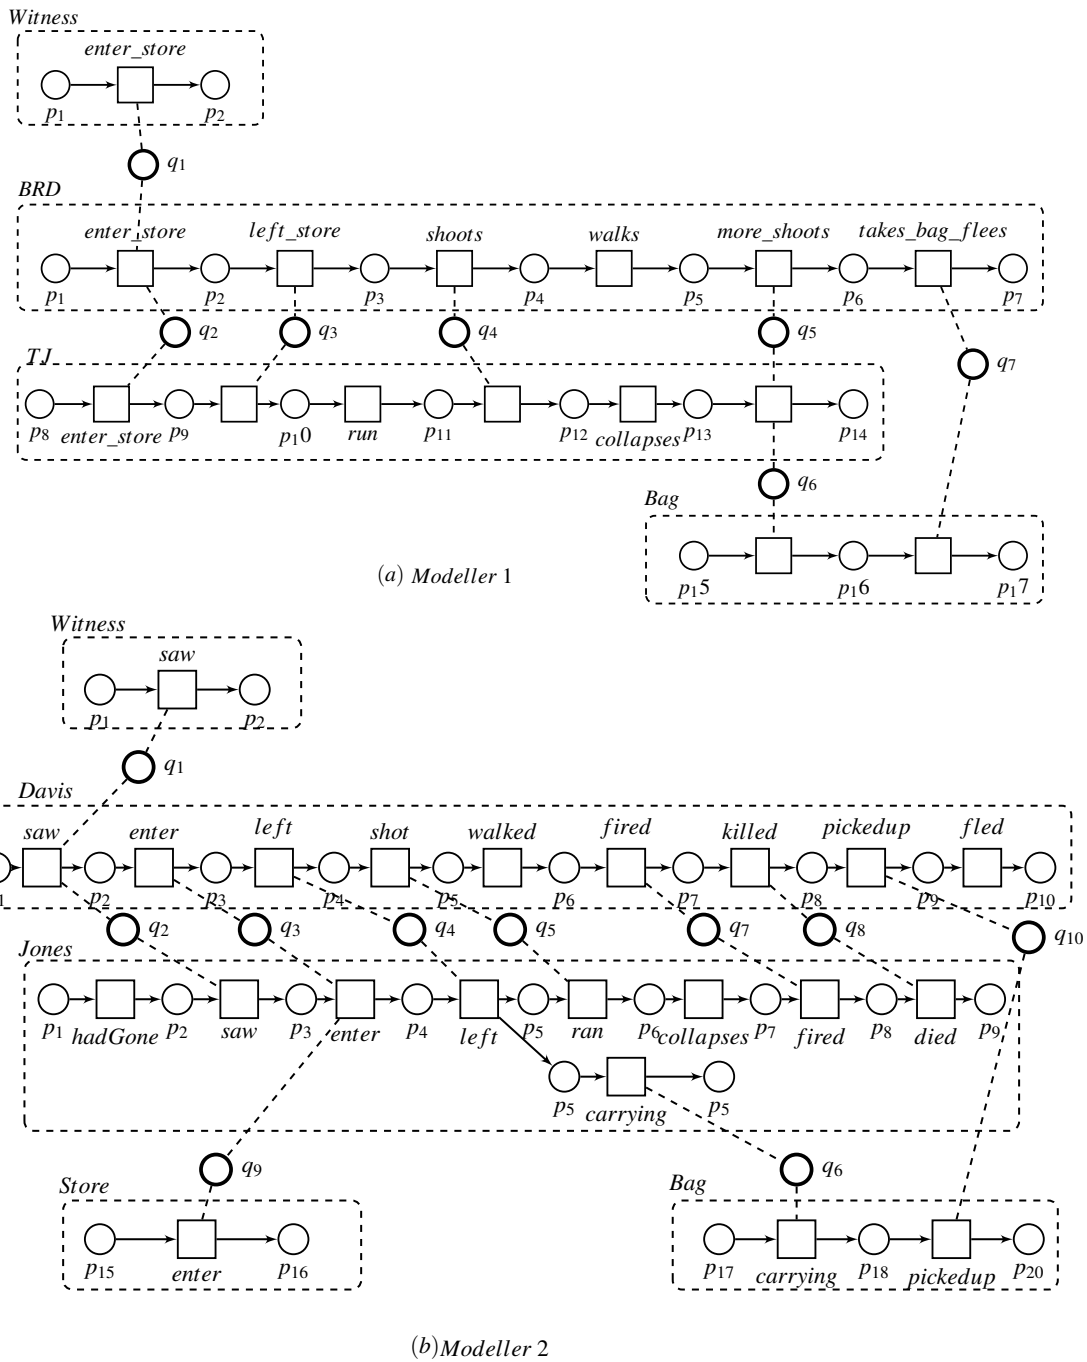 Witness
enter_store
p1 p2
q1
BRD
enter_store left_store shoots walks more_shoots takes_bag_flees
p1 p2 p3 p4 p5 p6 p7
q2 q3 q4 q5
q7
TJ
p8 enter_store p9 p10 run p11 p12 collapses p13 p14
q6
Bag
p15 p16 p17
(a) Modeller 1
Witness
saw
p1 p2
q1
Davis
saw enter left shot walked fired killed pickedup fled
1 p2 p3 p4 p5 p6 p7 p8 p9 p10
q2 q3 q4 q5 q7 q8 q10
Jones
p1 hadGone p2 saw p3 enter p4 left p5 ran p6 collapses p7 fired p8 died p9
p5 carrying p5
q9 q6
Store
p15 enter p16
Bag
p17 carrying p18 pickedup p20
(b)Modeller 2